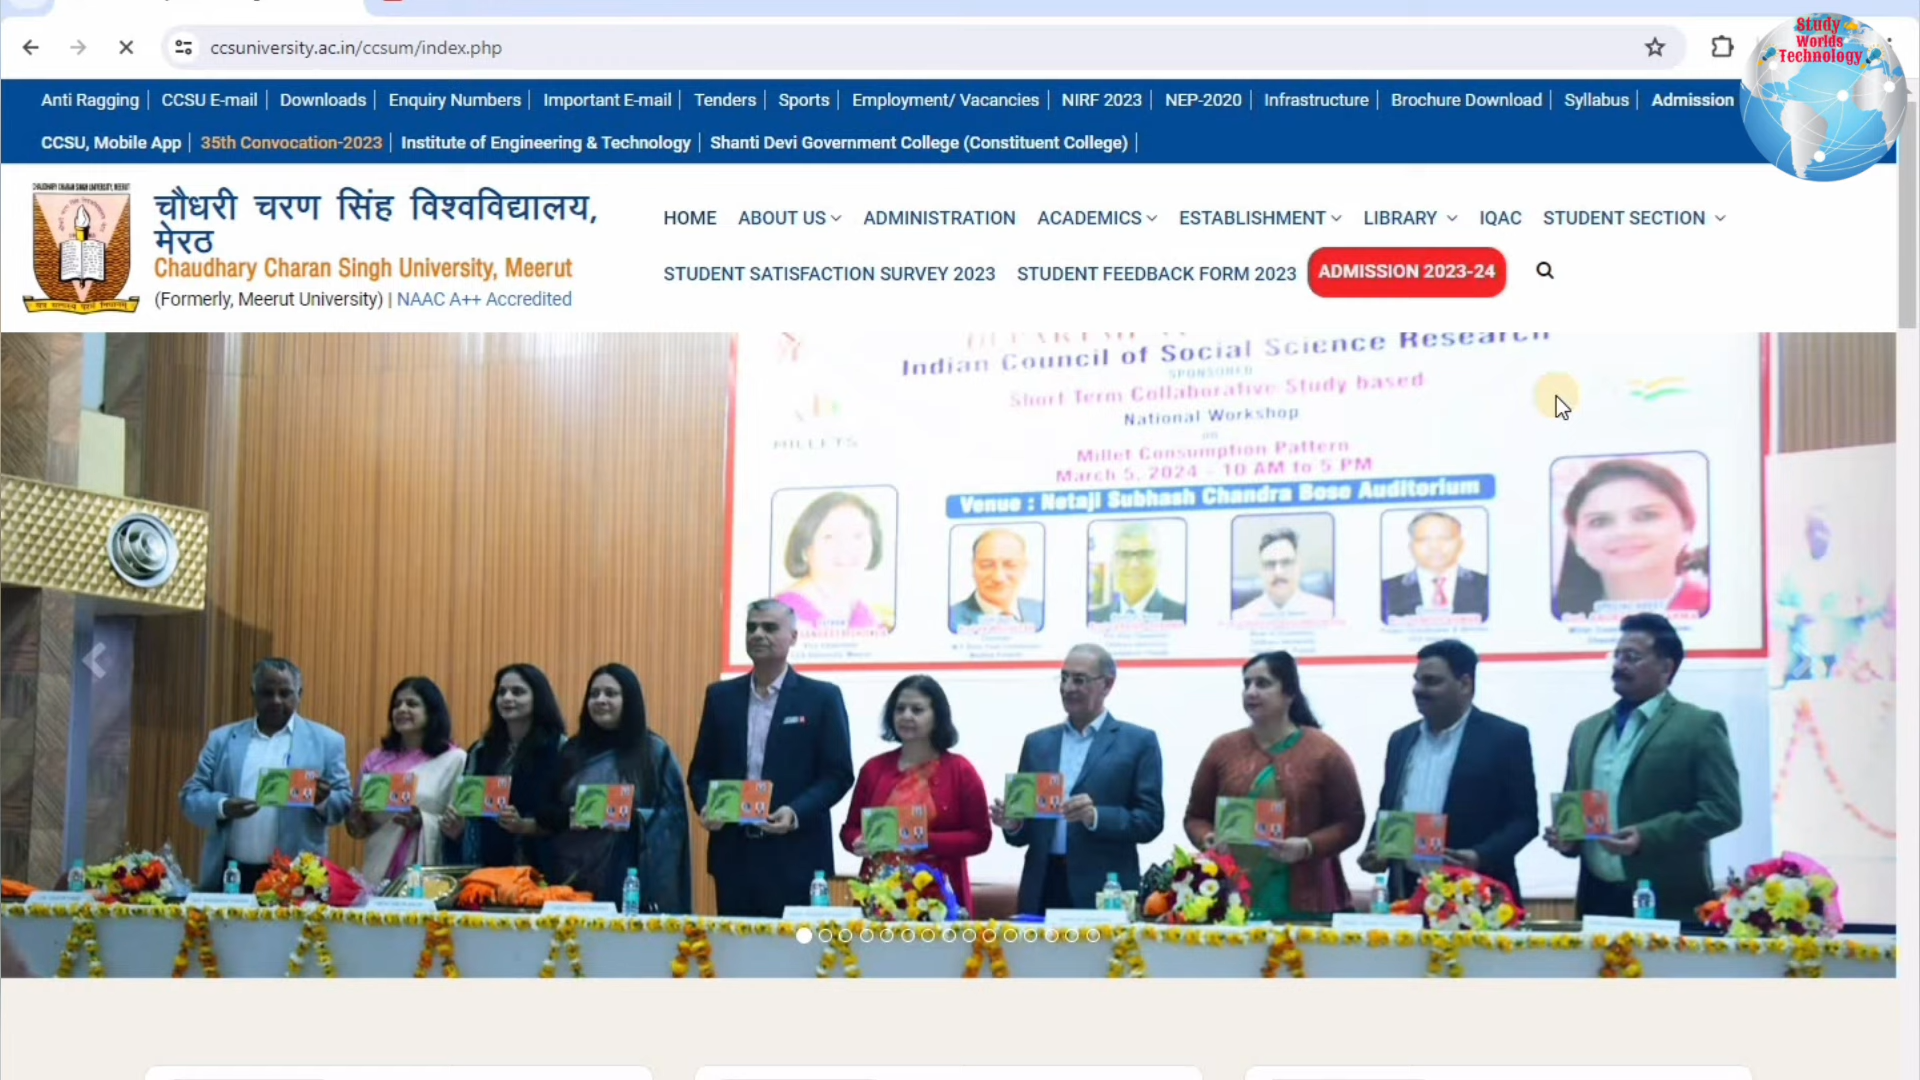 ccsuniversity.ac.in/ccsum/index.php
Study
Worlds
Technology
Anti Ragging | CCSU E-mail | Downloads | Enquiry Numbers | Important E-mail | Tenders | Sports | Employment/ Vacancies | NIRF 2023 | NEP-2020 | Infrastructure | Brochure Download | Syllabus | Admission
CCSU, Mobile App | 35th Convocation-2023 | Institute of Engineering & Technology | Shanti Devi Government College (Constituent College) |
चौधरी चरण सिंह विश्वविद्यालय,
मेरठ
Chaudhary Charan Singh University, Meerut
(Formerly, Meerut University) | NAAC A++ Accredited
HOME ABOUT US ADMINISTRATION ACADEMICS ESTABLISHMENT LIBRARY IQAC STUDENT SECTION
STUDENT SATISFACTION SURVEY 2023 STUDENT FEEDBACK FORM 2023 ADMISSION 2023-24
Indian Council of Social Science Research
SPONSORED
Short Term Collaborative Study based
National Workshop
on
Millet Consumption Pattern
March 5, 2024 - 10 AM to 5 PM
Venue : Netaji Subhash Chandra Bose Auditorium
MILLETS